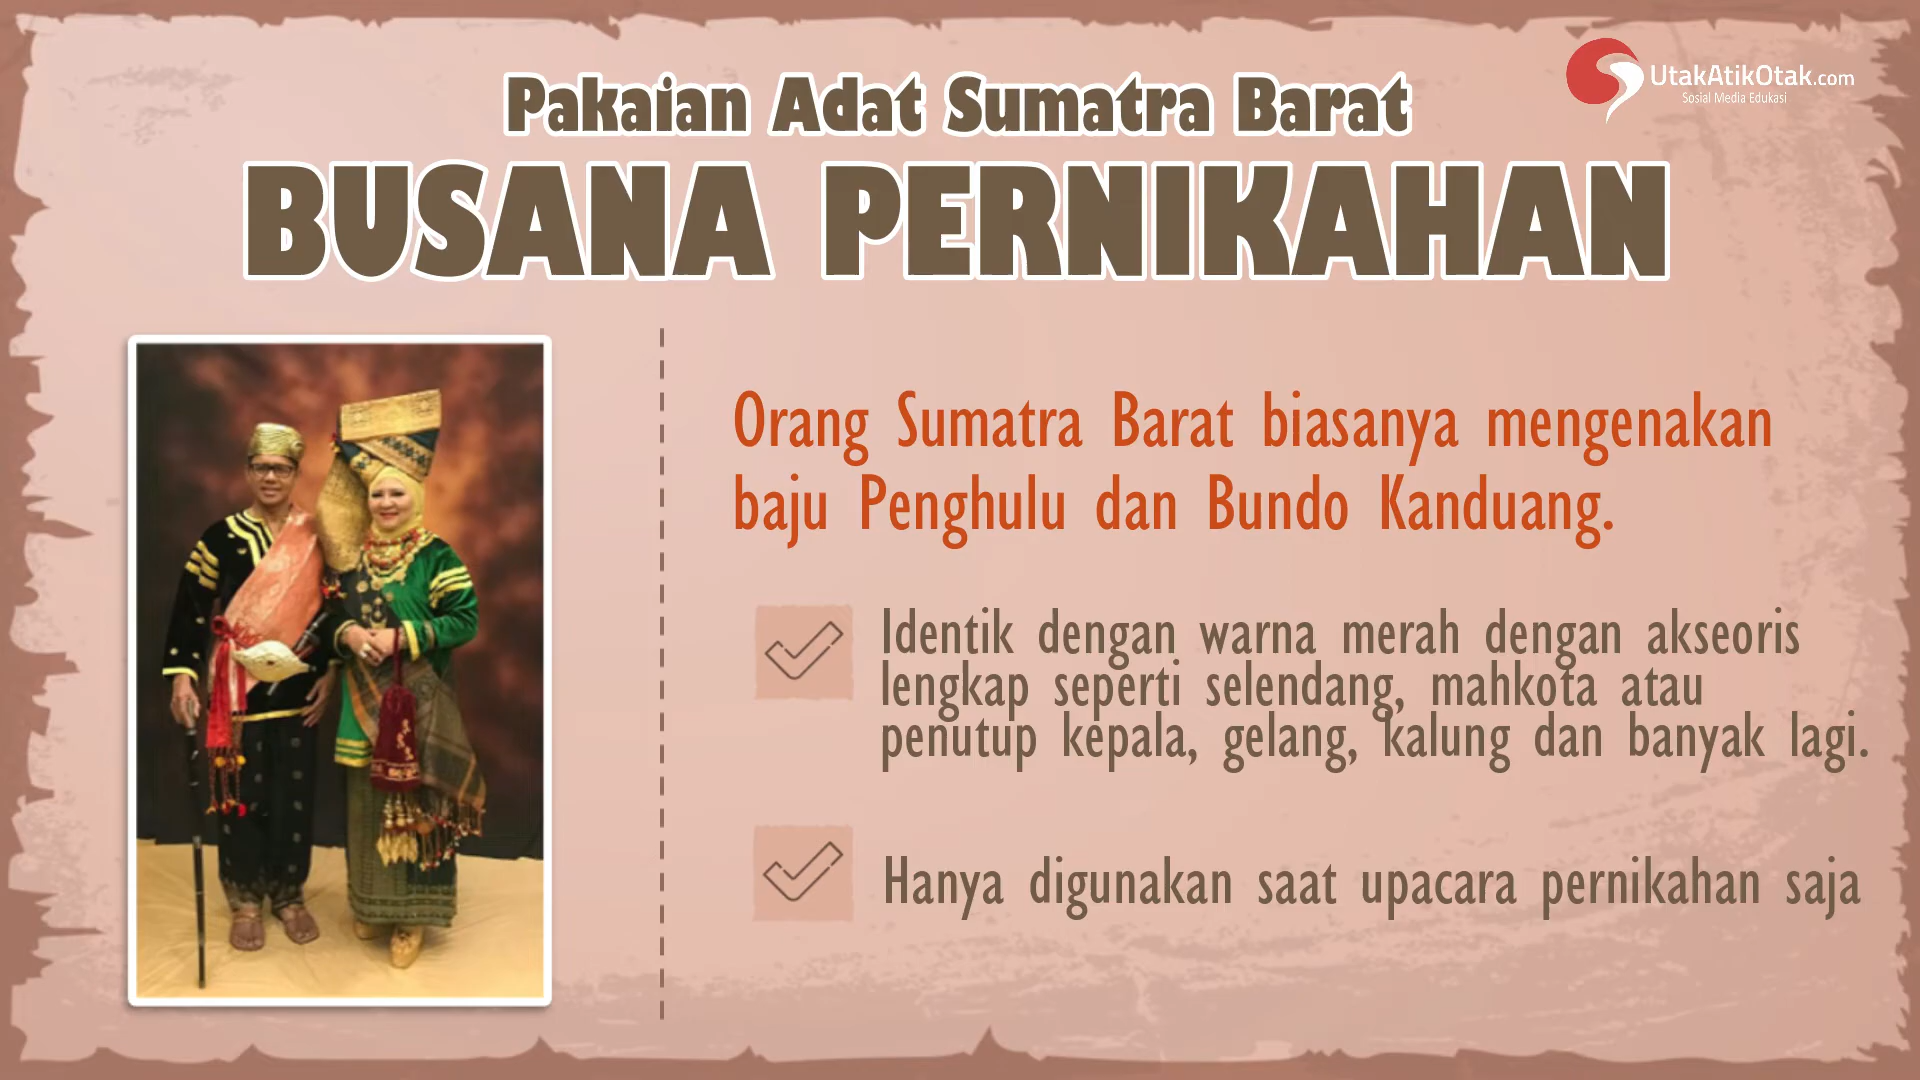 UtakAtikOtak.com
Sosial Media Edukasi
Pakaian Adat Sumatra Barat
BUSANA PERNIKAHAN
Orang Sumatra Barat biasanya mengenakan
baju Penghulu dan Bundo Kanduang.
Identik dengan warna merah dengan akseoris
lengkap seperti selendang, mahkota atau
penutup kepala, gelang, kalung dan banyak lagi.
Hanya digunakan saat upacara pernikahan saja